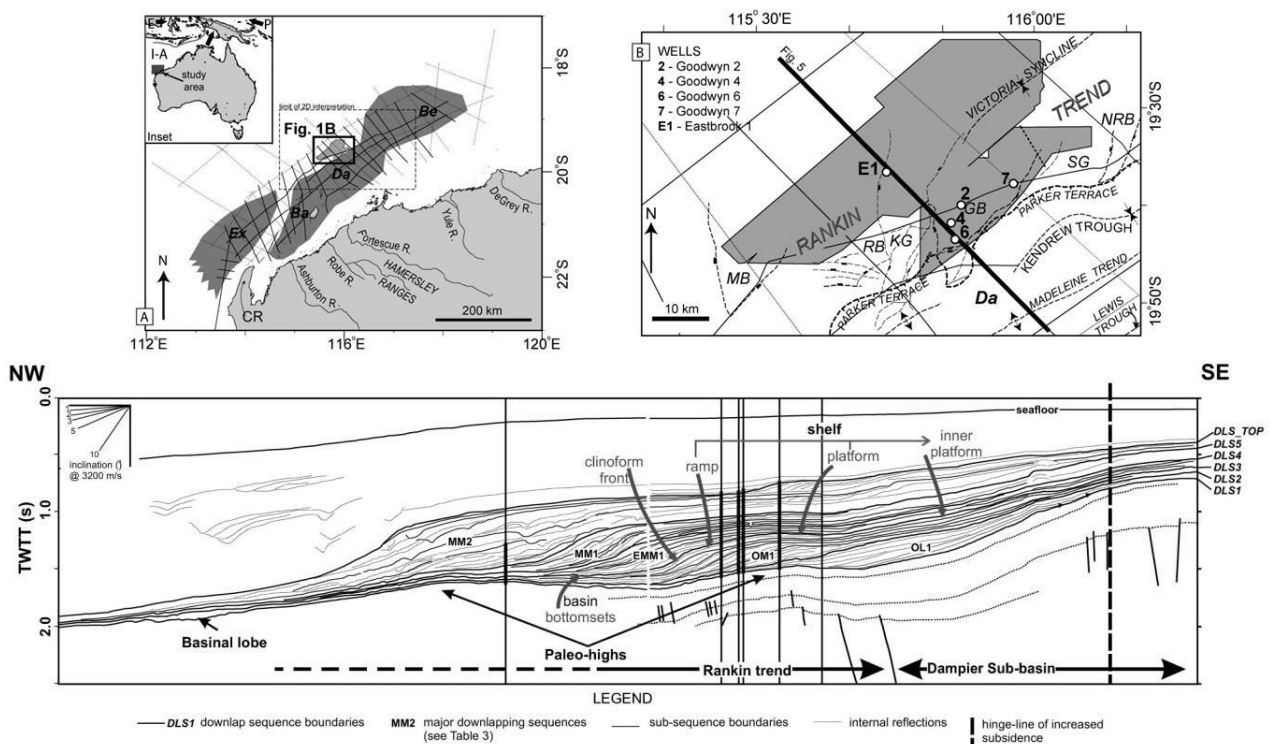 E
P
I-A
study
area
Inset
limit of 2D interpretation
Fig. 1B
Be
Da
Ba
Ex
DeGrey R.
Yule R.
Fortescue R.
HAMERSLEY
RANGES
Robe R.
Ashburton R.
CR
N
A
200 km
18°S
20°S
22°S
112°E
116°E
120°E
115°30'E
116°00'E
B
WELLS
2 - Goodwyn 2
4 - Goodwyn 4
6 - Goodwyn 6
7 - Goodwyn 7
E1 - Eastbrook 1
Fig. 5
VICTORIA SYNCLINE
TREND
NRB
SG
E1
7
2
GB
4
6
PARKER TERRACE
KENDREW TROUGH
RANKIN
RB
KG
MB
PARKER TERRACE
Da
MADELEINE TREND
LEWIS
TROUGH
N
10 km
19°30'S
19°50'S
NW
SE
0.0
1.0
2.0
TWTT (s)
5
10
inclination (°)
@ 3200 m/s
seafloor
shelf
clinoform
front
ramp
platform
inner
platform
DLS_TOP
DLS5
DLS4
DLS3
DLS2
DLS1
MM2
MM1
EMM1
OM1
OL1
basin
bottomsets
Basinal lobe
Paleo-highs
Rankin trend
Dampier Sub-basin
LEGEND
DLS1 downlap sequence boundaries
MM2 major downlapping sequences
(see Table 3)
sub-sequence boundaries
internal reflections
hinge-line of increased
subsidence